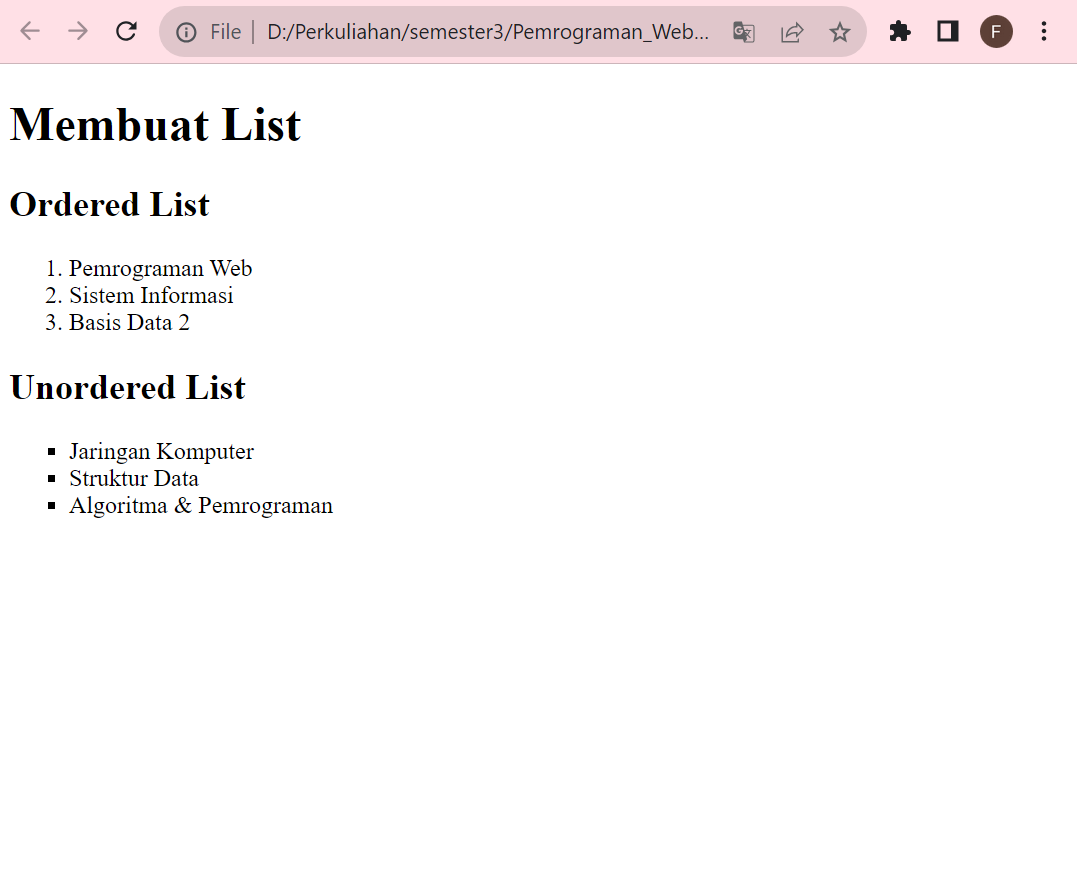 File D:/Perkuliahan/semester3/Pemrograman_Web...
F
Membuat List
Ordered List
1. Pemrograman Web
2. Sistem Informasi
3. Basis Data 2
Unordered List
▪ Jaringan Komputer
▪ Struktur Data
▪ Algoritma & Pemrograman